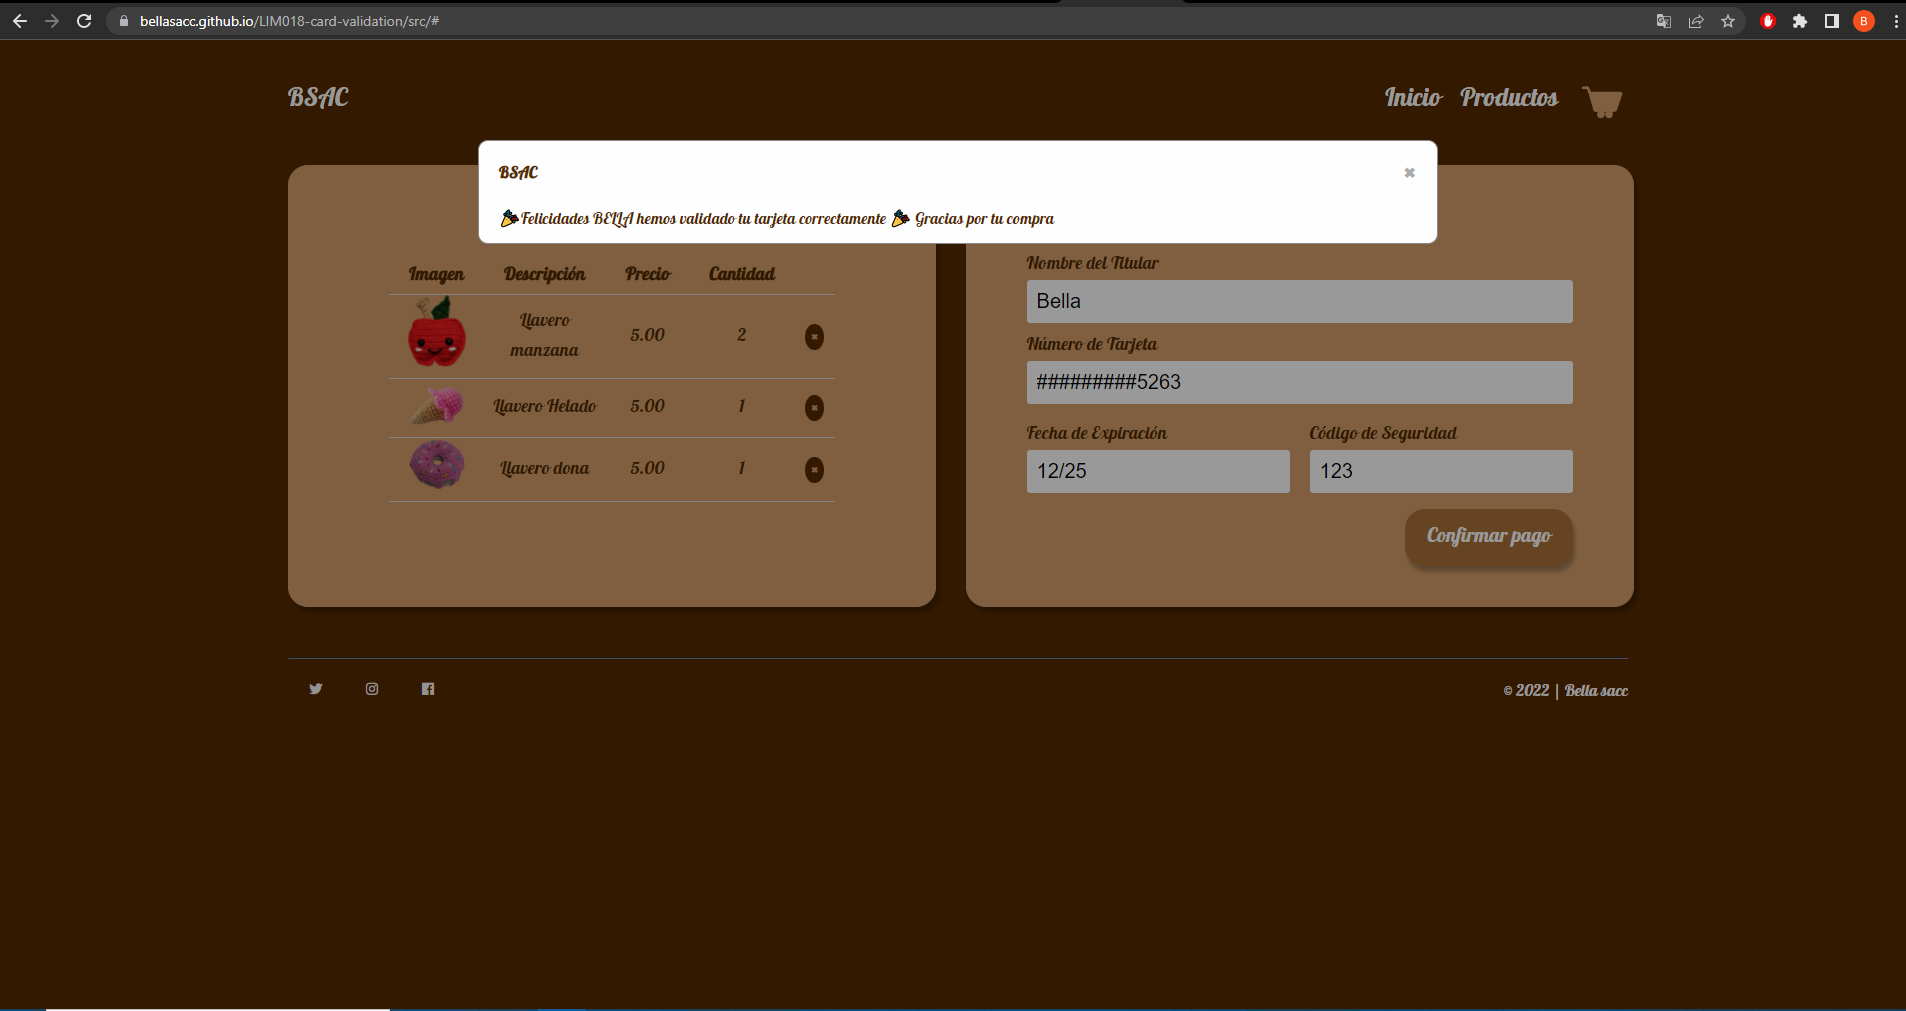 bellasacc.github.io/LIM018-card-validation/src/#
B
BSAC
Inicio Productos
BSAC
Felicidades BELLA hemos validado tu tarjeta correctamente Gracias por tu compra
Imagen Descripción Precio Cantidad
Llavero manzana 5.00 2
Llavero Helado 5.00 1
Llavero dona 5.00 1
Nombre del Titular
Bella
Número de Tarjeta
##########5263
Fecha de Expiración Código de Seguridad
12/25 123
Confirmar pago
© 2022 | Bella sacc